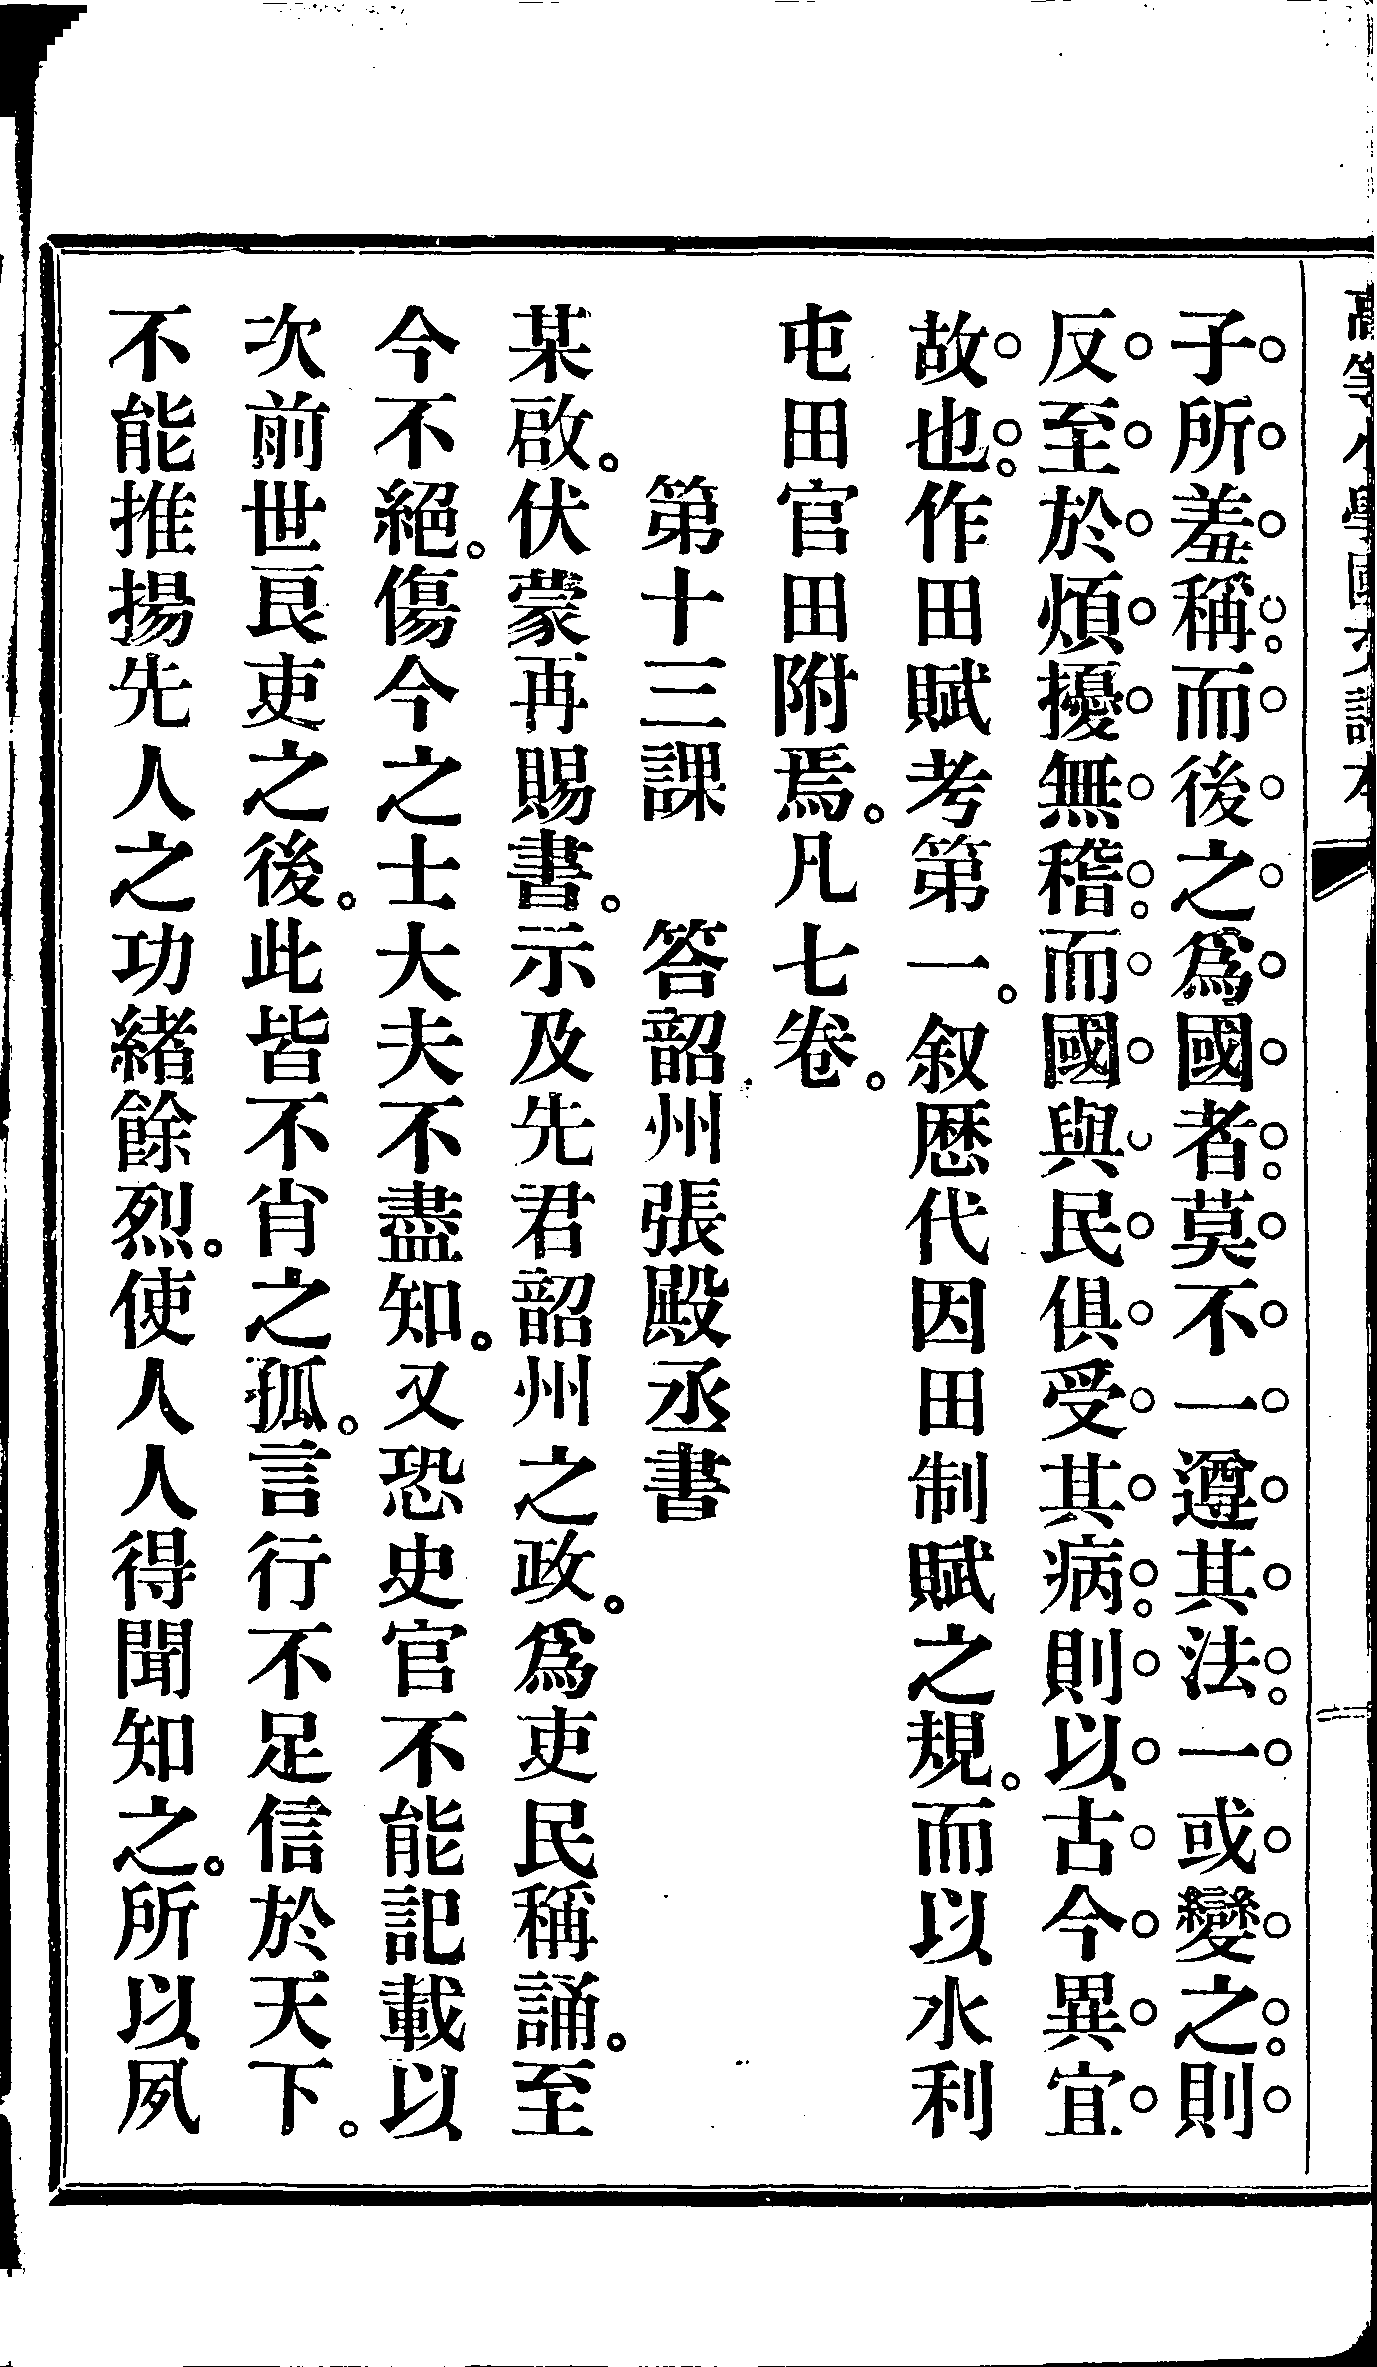 高等小學國文讀本
子所羞稱。而後之爲國者。莫不一遵其法。一或變之。則
反至於煩擾無稽。而國與民俱受其病。則以古今異宜
故也。作田賦考第一。叙歷代因田制賦之規。而以水利
屯田官田附焉。凡七卷。
第十三課　答韶州張殿丞書
某啟。伏蒙再賜書。示及先君韶州之政。爲吏民稱誦。至
今不絕。傷今之士大夫不盡知。又恐史官不能記載以
次前世良吏之後。此皆不肖之孤。言行不足信於天下。
不能推揚先人之功緒餘烈。使人人得聞知之。所以夙